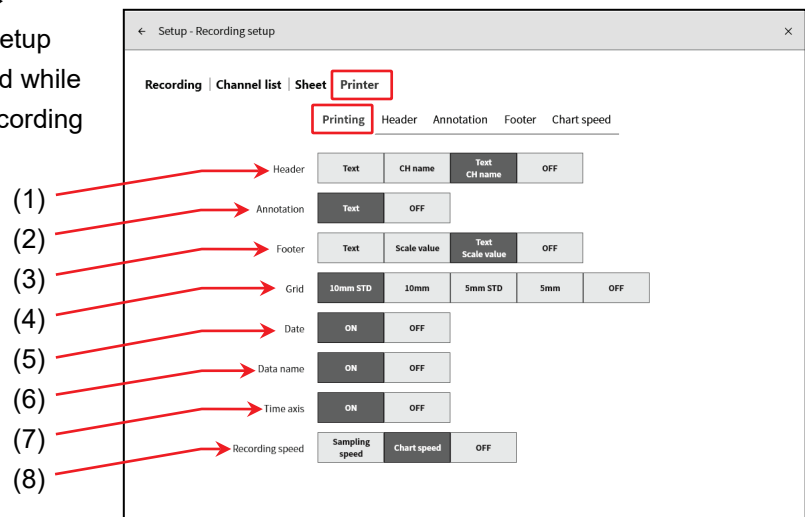 etup
d while
cording
← Setup - Recording setup ×
Recording | Channel list | Sheet | Printer
Printing Header Annotation Footer Chart speed
(1) Header Text CH name Text CH name OFF
(2) Annotation Text OFF
(3) Footer Text Scale value Text Scale value OFF
(4) Grid 10mm STD 10mm 5mm STD 5mm OFF
(5) Date ON OFF
(6) Data name ON OFF
(7) Time axis ON OFF
(8) Recording speed Sampling speed Chart speed OFF